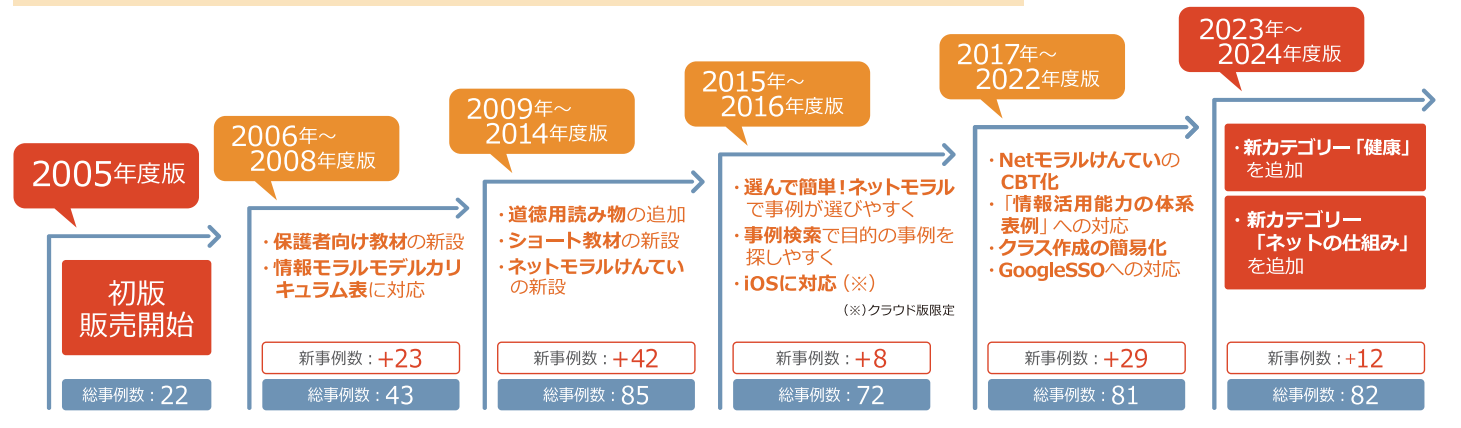 2005年度版
初版
販売開始
総事例数：22
2006年～
2008年度版
・保護者向け教材の新設
・情報モラルモデルカリ
キュラム表に対応
新事例数：+23
総事例数：43
2009年～
2014年度版
・道徳用読み物の追加
・ショート教材の新設
・ネットモラルけんてい
の新設
新事例数：+42
総事例数：85
2015年～
2016年度版
・選んで簡単！ネットモラル
で事例が選びやすく
・事例検索で目的の事例を
探しやすく
・iOSに対応（※）
（※）クラウド版限定
新事例数：+8
総事例数：72
2017年～
2022年度版
・Netモラルけんていの
CBT化
・「情報活用能力の体系
表例」への対応
・クラス作成の簡易化
・GoogleSSOへの対応
新事例数：+29
総事例数：81
2023年～
2024年度版
・新カテゴリー「健康」
を追加
・新カテゴリー
「ネットの仕組み」
を追加
新事例数：+12
総事例数：82